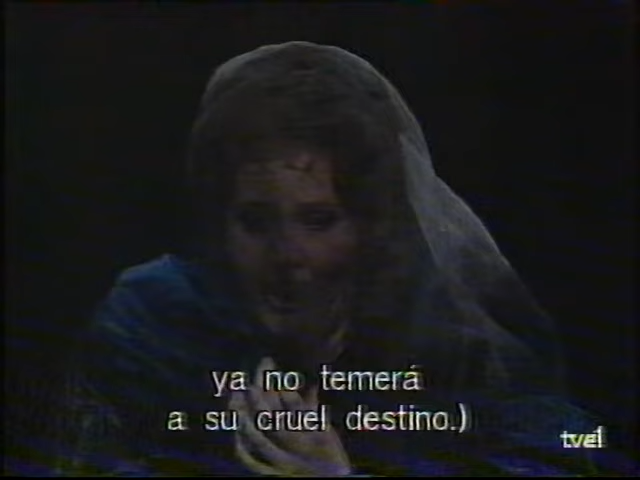 ya no temerá
a su cruel destino.)
tve1